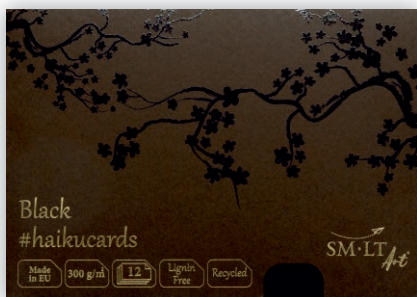 Black
#haikucards
SM·LT
Art
Made
in EU
300 g/m²
12
Lignin
Free
Recycled